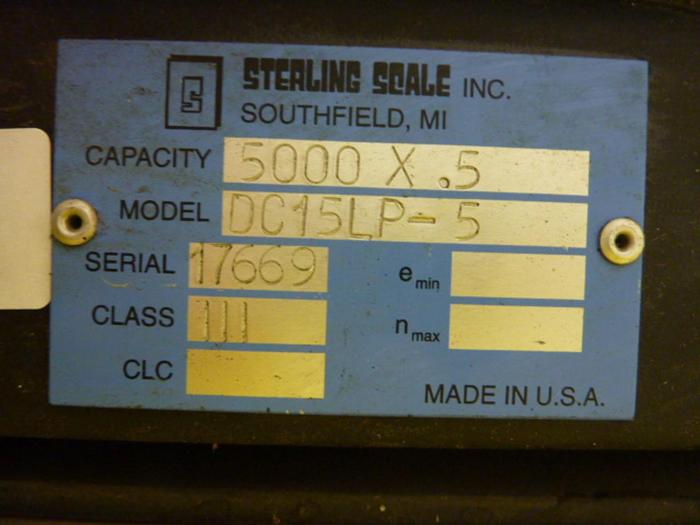 S STERLING SCALE INC.
SOUTHFIELD, MI
CAPACITY 5000 X .5
MODEL DC15LP-5
SERIAL 17669 e min
CLASS III n max
CLC
MADE IN U.S.A.